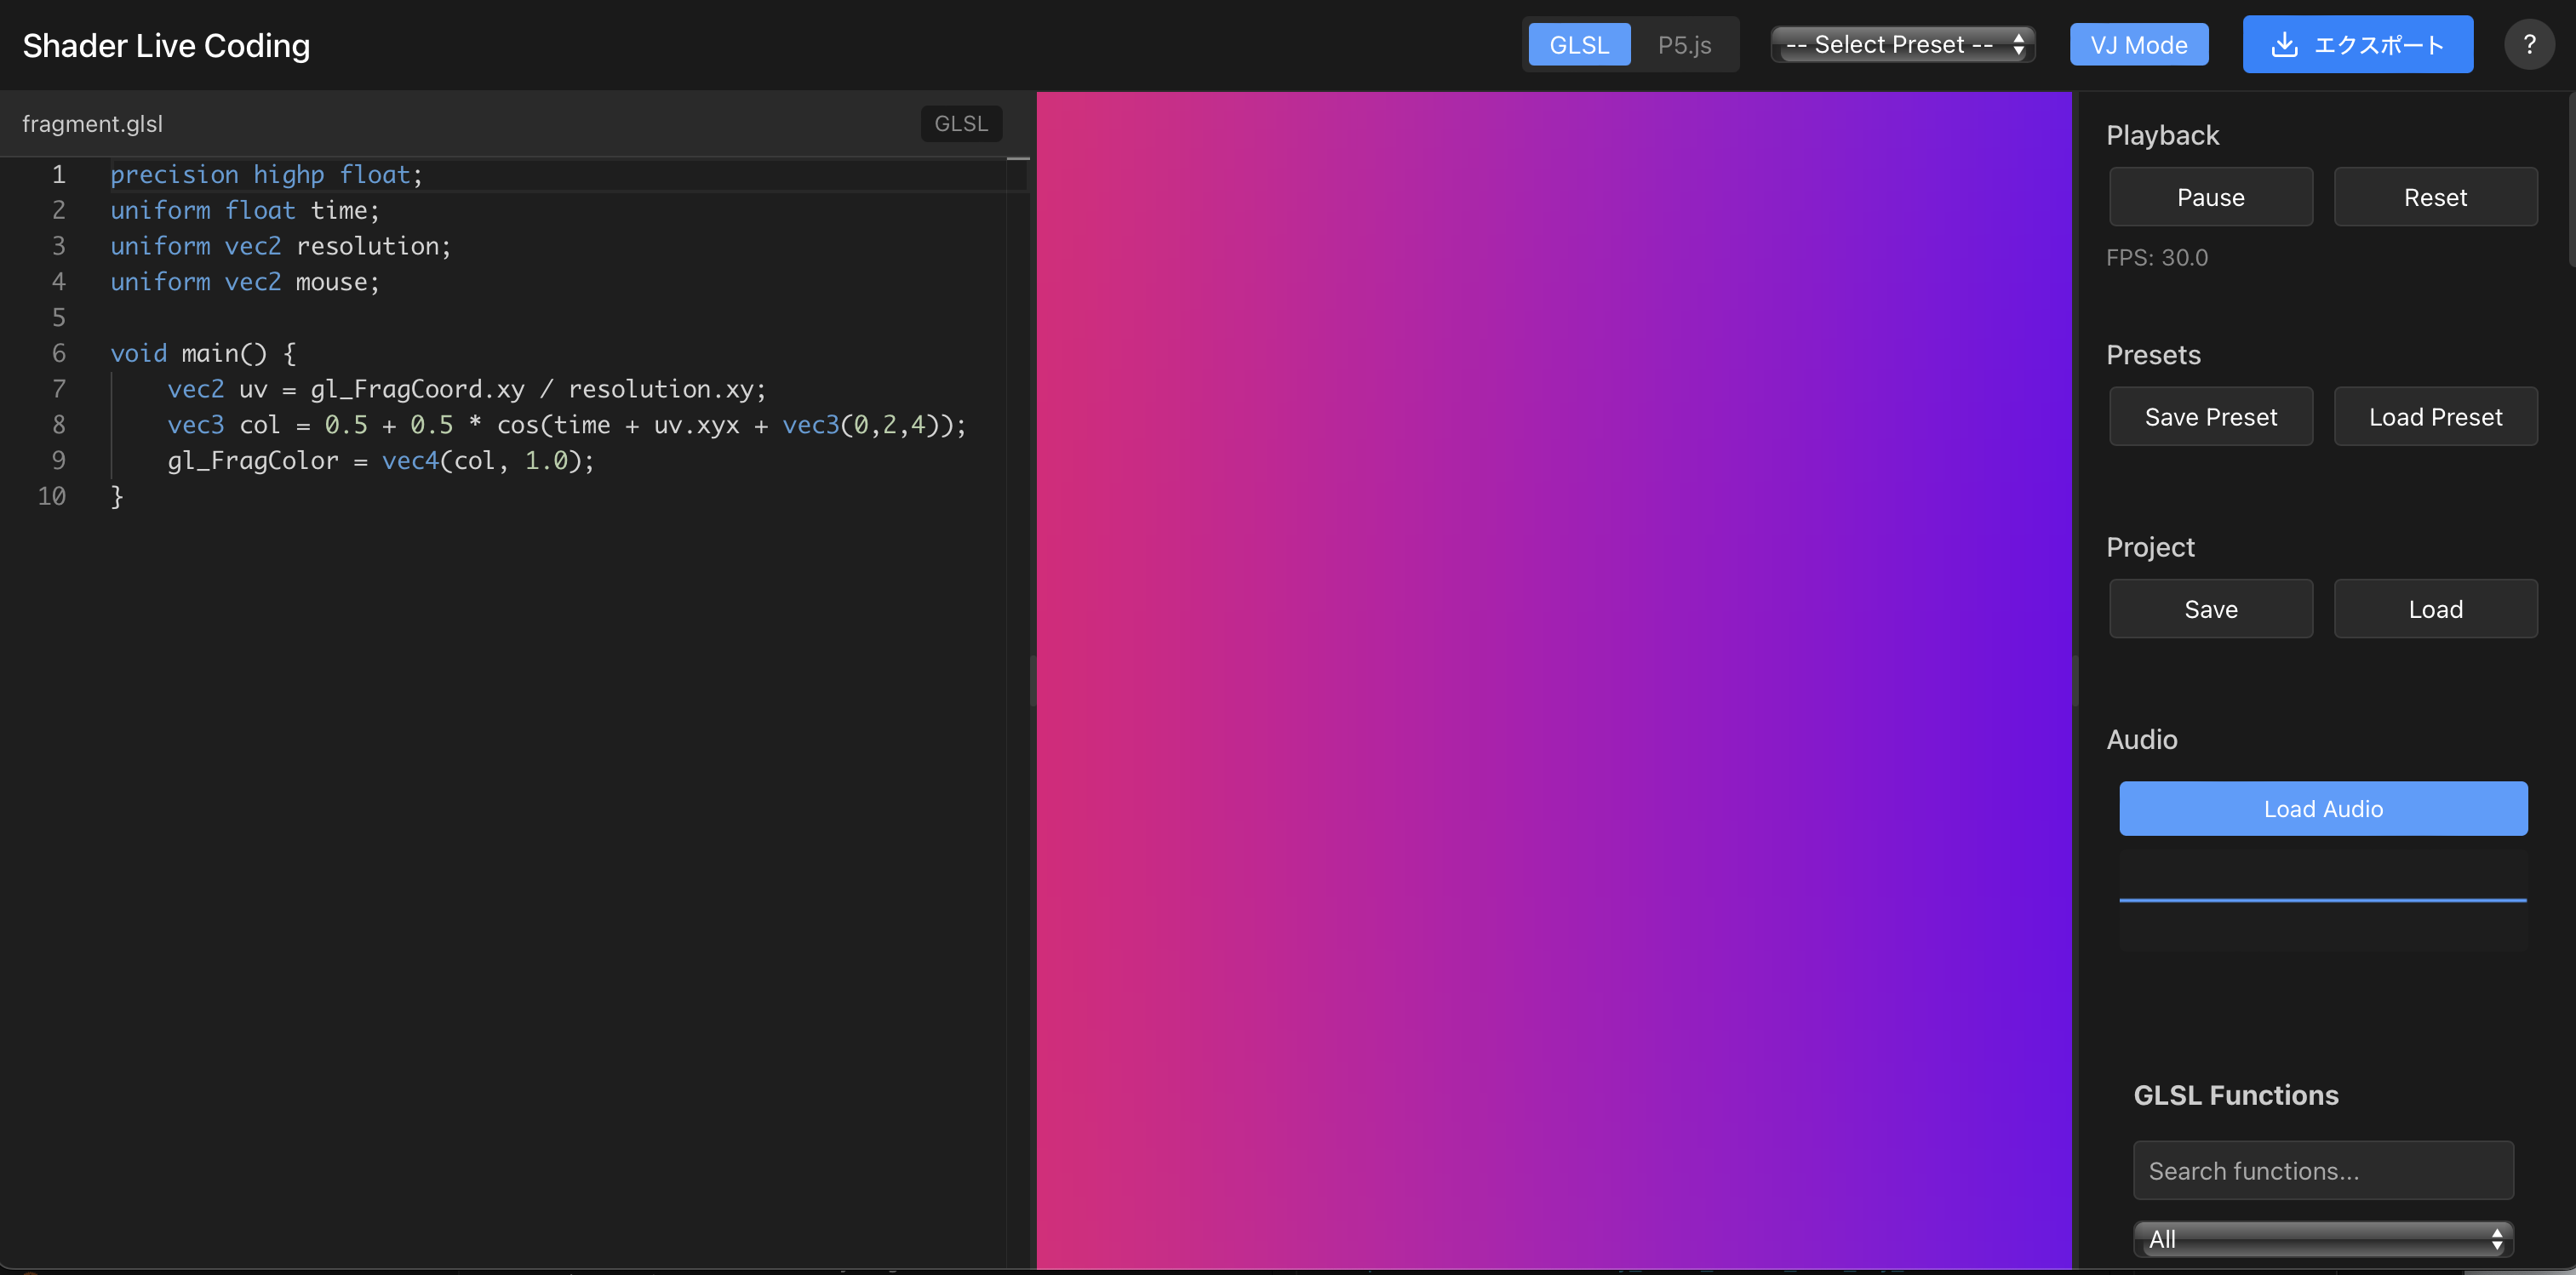 Shader Live Coding
GLSL P5.js -- Select Preset -- VJ Mode エクスポート ?
fragment.glsl GLSL
1 precision highp float;
2 uniform float time;
3 uniform vec2 resolution;
4 uniform vec2 mouse;
5
6 void main() {
7     vec2 uv = gl_FragCoord.xy / resolution.xy;
8     vec3 col = 0.5 + 0.5 * cos(time + uv.xyx + vec3(0,2,4));
9     gl_FragColor = vec4(col, 1.0);
10 }
Playback
Pause Reset
FPS: 30.0
Presets
Save Preset Load Preset
Project
Save Load
Audio
Load Audio
GLSL Functions
Search functions...
All